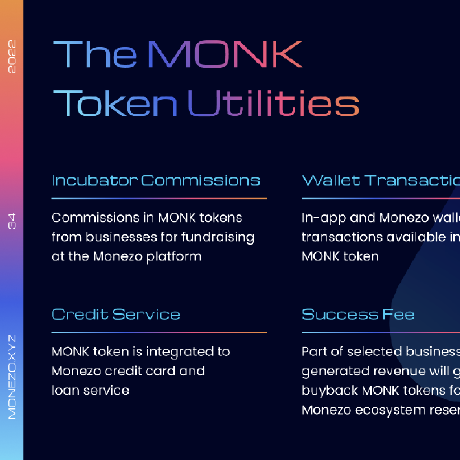 The MONK
Token Utilities
Incubator Commissions
Commissions in MONK tokens
from businesses for fundraising
at the Monezo platform
Wallet Transactio
In-app and Monezo walle
transactions available in
MONK token
Credit Service
MONK token is integrated to
Monezo credit card and
loan service
Success Fee
Part of selected business
generated revenue will g
buyback MONK tokens fo
Monezo ecosystem reser
2022
34
MONEZO.XYZ